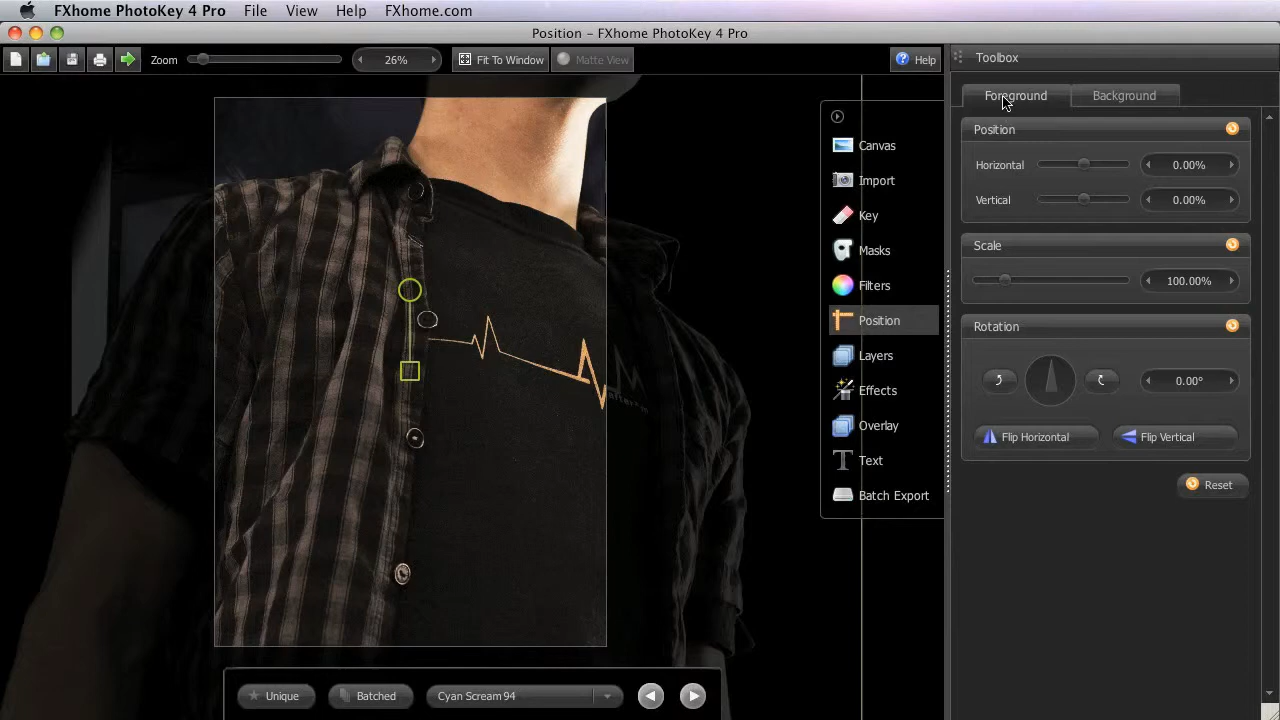 FXhome PhotoKey 4 Pro File View Help FXhome.com
Position – FXhome PhotoKey 4 Pro
Zoom 26% Fit To Window Matte View Help
Toolbox
Foreground Background
Position
Horizontal 0.00%
Vertical 0.00%
Scale
100.00%
Rotation
0.00°
Flip Horizontal Flip Vertical
Reset
Canvas
Import
Key
Masks
Filters
Position
Layers
Effects
Overlay
Text
Batch Export
Unique Batched Cyan Scream 94